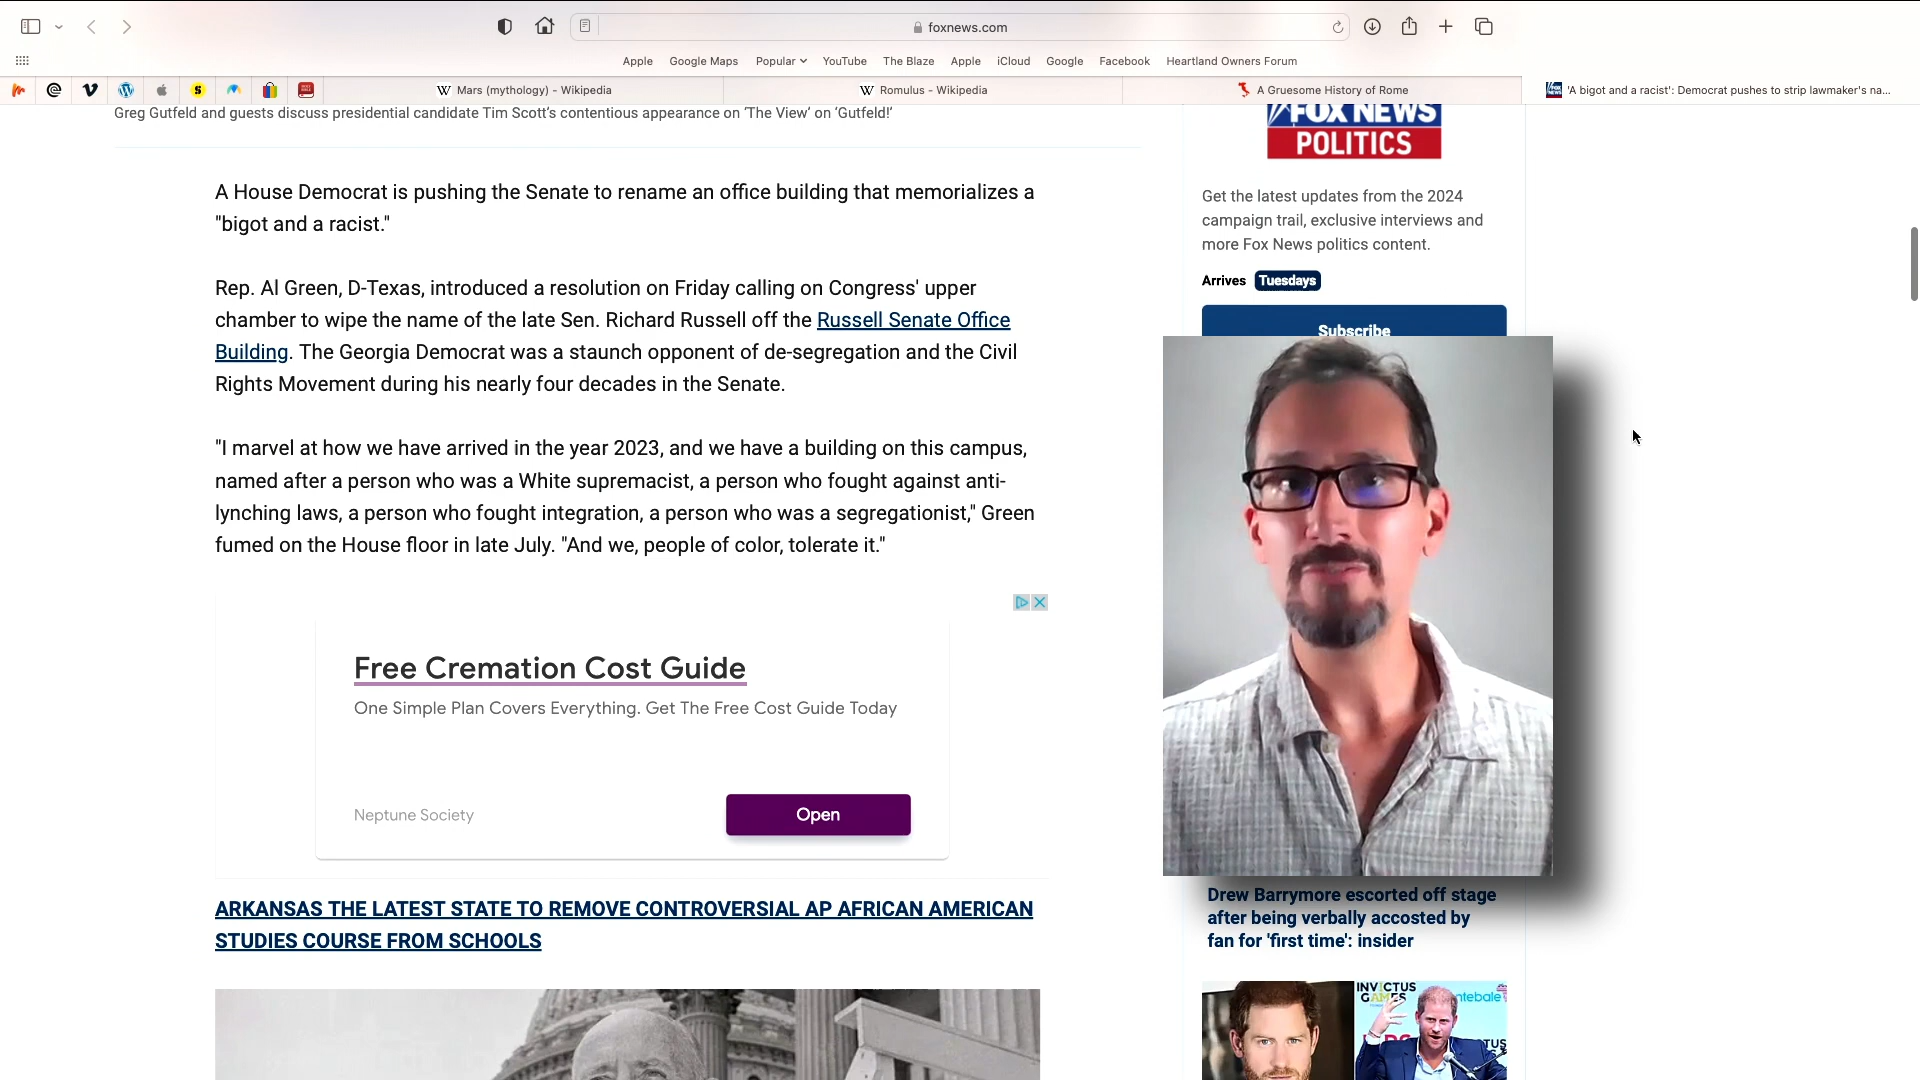 foxnews.com
Apple Google Maps Popular YouTube The Blaze Apple iCloud Google Facebook Heartland Owners Forum
W Mars (mythology) - Wikipedia W Romulus - Wikipedia A Gruesome History of Rome 'A bigot and a racist': Democrat pushes to strip lawmaker's na...
Greg Gutfeld and guests discuss presidential candidate Tim Scott's contentious appearance on 'The View' on 'Gutfeld!'
A House Democrat is pushing the Senate to rename an office building that memorializes a
"bigot and a racist."
Rep. Al Green, D-Texas, introduced a resolution on Friday calling on Congress' upper
chamber to wipe the name of the late Sen. Richard Russell off the Russell Senate Office
Building. The Georgia Democrat was a staunch opponent of de-segregation and the Civil
Rights Movement during his nearly four decades in the Senate.
"I marvel at how we have arrived in the year 2023, and we have a building on this campus,
named after a person who was a White supremacist, a person who fought against anti-
lynching laws, a person who fought integration, a person who was a segregationist," Green
fumed on the House floor in late July. "And we, people of color, tolerate it."
Free Cremation Cost Guide
One Simple Plan Covers Everything. Get The Free Cost Guide Today
Neptune Society
Open
ARKANSAS THE LATEST STATE TO REMOVE CONTROVERSIAL AP AFRICAN AMERICAN
STUDIES COURSE FROM SCHOOLS
FOX NEWS
POLITICS
Get the latest updates from the 2024
campaign trail, exclusive interviews and
more Fox News politics content.
Arrives Tuesdays
Subscribe
Drew Barrymore escorted off stage
after being verbally accosted by
fan for 'first time': insider
INVICTUS
GAMES